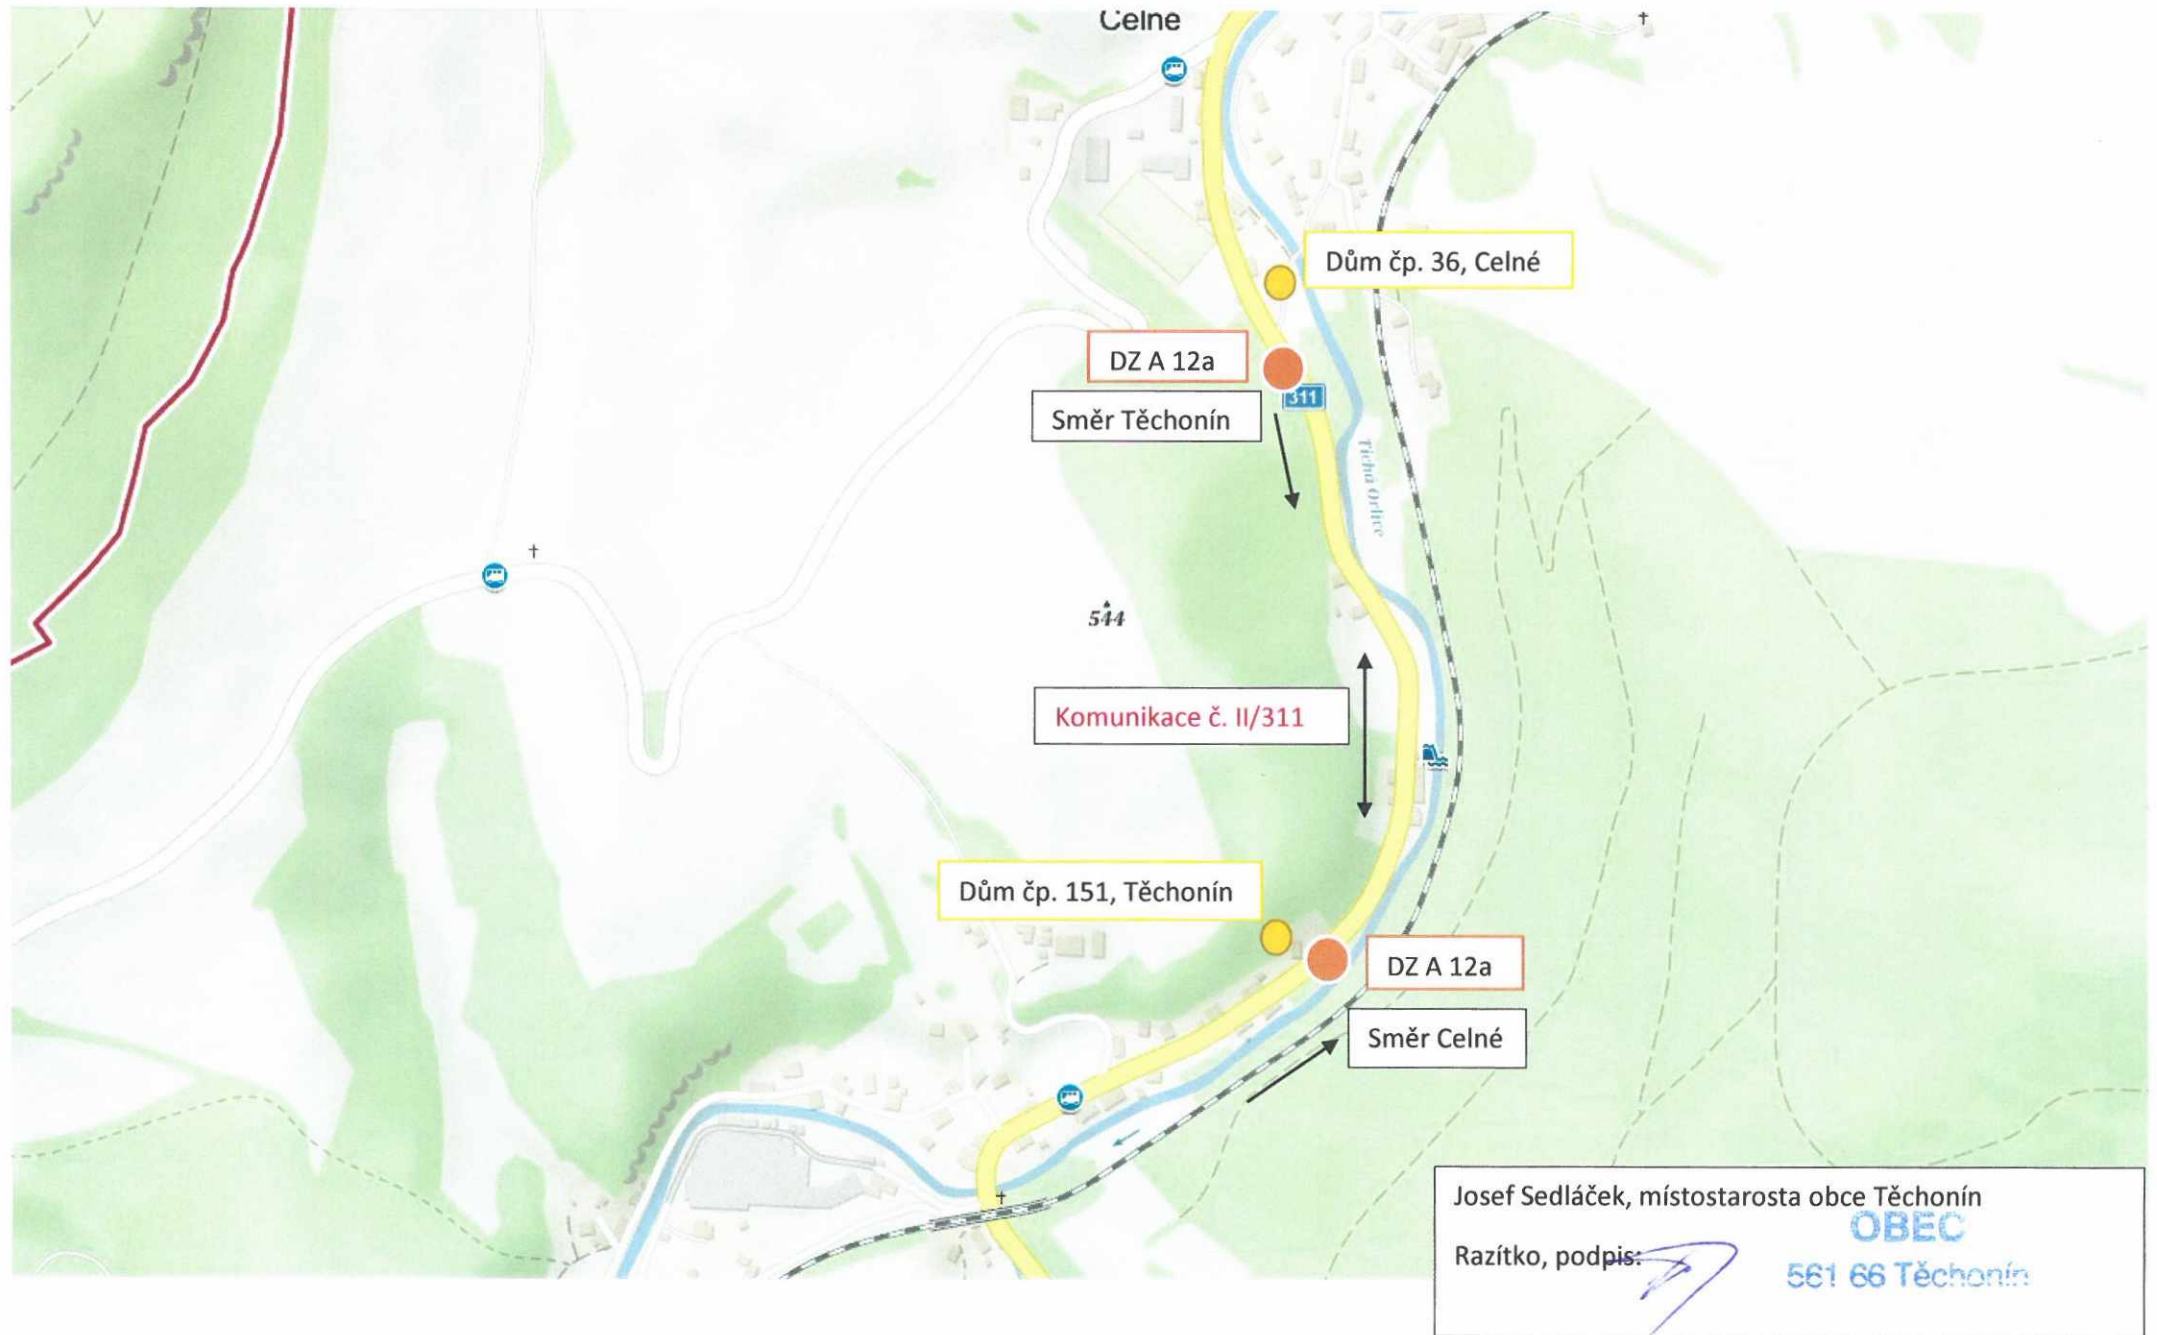 Celné
Dům čp. 36, Celné
DZ A 12a
311
Směr Těchonín
Tichá Orlice
544
Komunikace č. II/311
Dům čp. 151, Těchonín
DZ A 12a
Směr Celné
Josef Sedláček, místostarosta obce Těchonín
OBEC
Razítko, podpis:
561 66 Těchonín